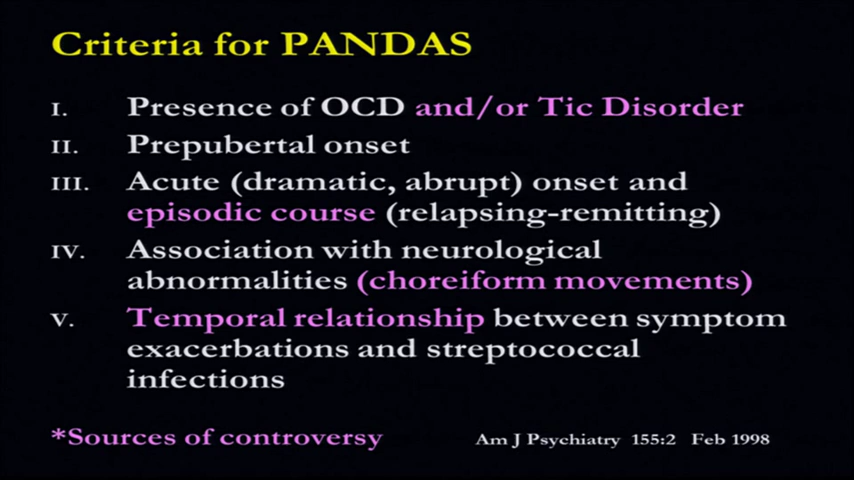 Criteria for PANDAS
I. Presence of OCD and/or Tic Disorder
II. Prepubertal onset
III. Acute (dramatic, abrupt) onset and
episodic course (relapsing-remitting)
IV. Association with neurological
abnormalities (choreiform movements)
V. Temporal relationship between symptom
exacerbations and streptococcal
infections
*Sources of controversy Am J Psychiatry 155:2 Feb 1998